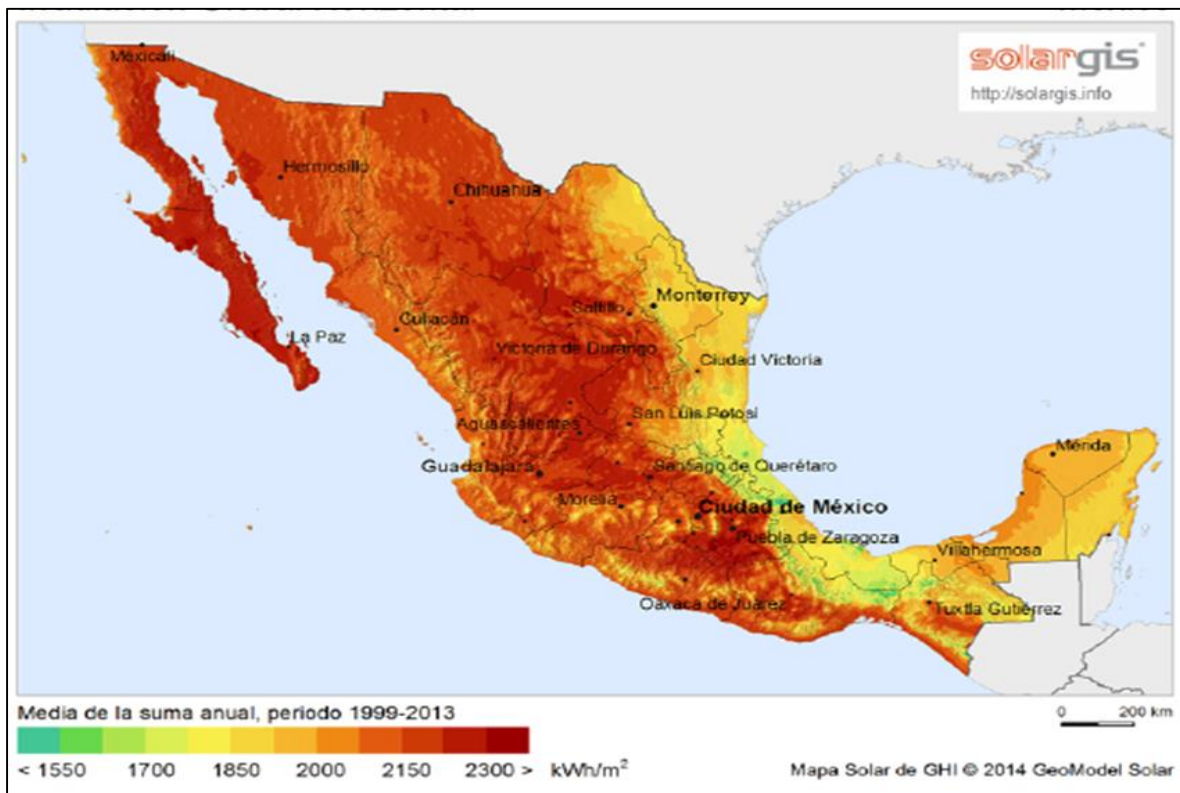 solargis
http://solargis.info
Mexicali
Hermosillo
Chihuahua
Monterrey
Saltillo
Culiacán
La Paz
Victoria de Durango
Ciudad Victoria
San Luis Potosí
Aguascalientes
Mérida
Guadalajara
Santiago de Querétaro
Morelia
Ciudad de México
Puebla de Zaragoza
Villahermosa
Oaxaca de Juárez
Tuxtla Gutiérrez
Media de la suma anual, periodo 1999-2013
0 200 km
< 1550 1700 1850 2000 2150 2300 > kWh/m²
Mapa Solar de GHI © 2014 GeoModel Solar